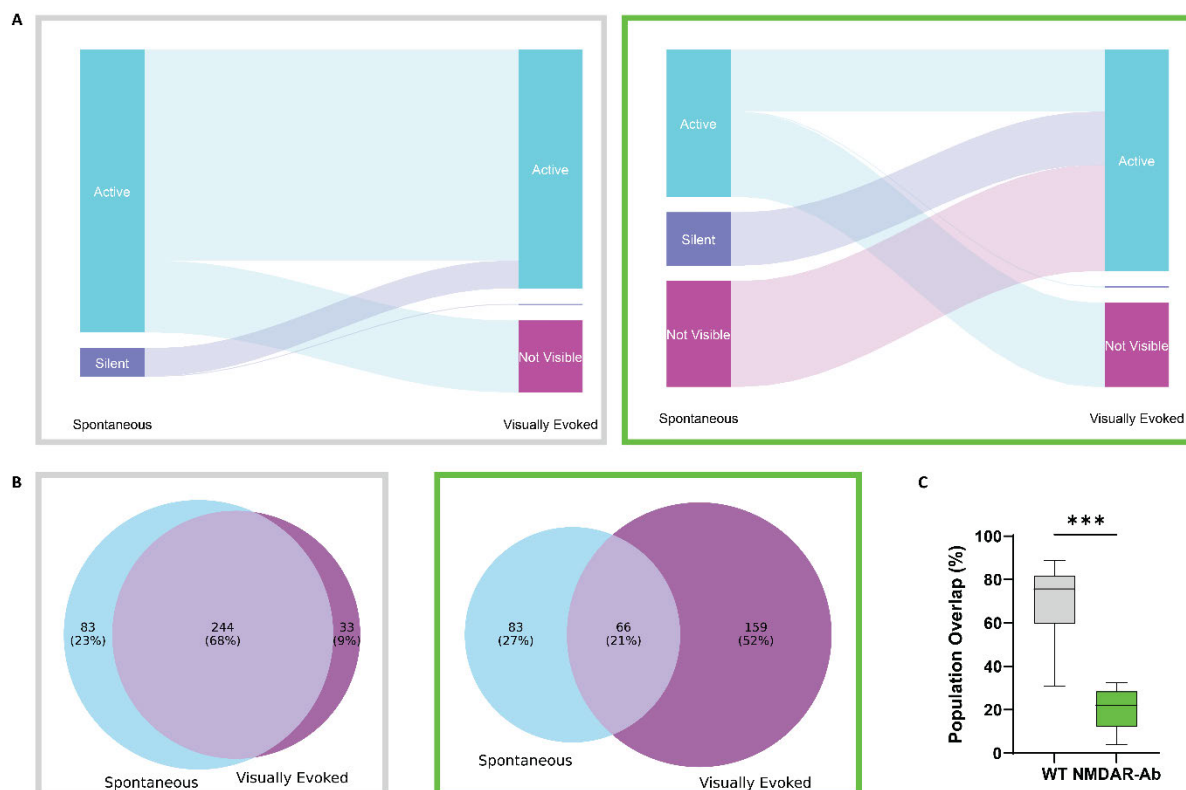 A
Active
Silent
Active
Not Visible
Spontaneous
Visually Evoked
Active
Silent
Not Visible
Active
Not Visible
Spontaneous
Visually Evoked
B
83
(23%)
244
(68%)
33
(9%)
Spontaneous
Visually Evoked
83
(27%)
66
(21%)
159
(52%)
Spontaneous
Visually Evoked
C
Population Overlap (%)
100
80
60
40
20
0
***
WT NMDAR-Ab